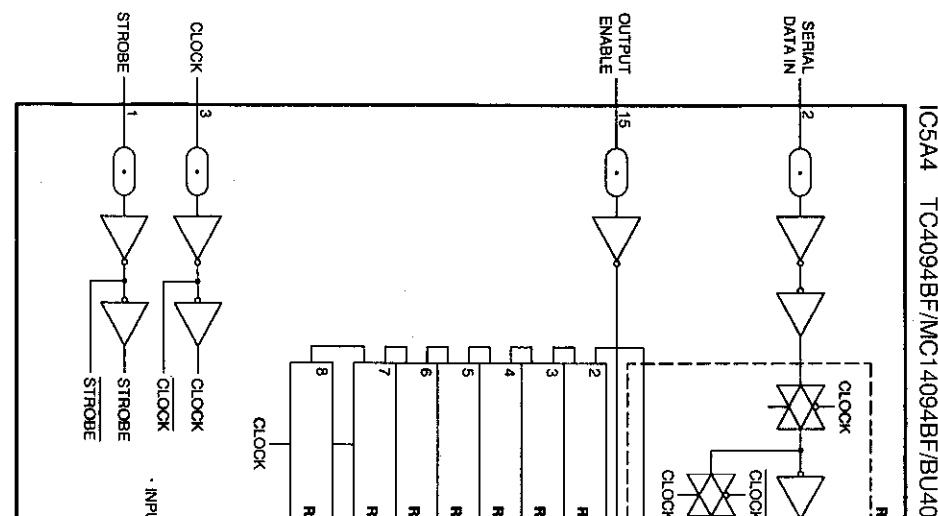 IC5A4 TC4094BF/MC14094BF/BU40
SERIAL
DATA IN
2
OUTPUT
ENABLE
15
CLOCK
3
STROBE
1
CLOCK
CLOCK
CLOCK
2
3
4
5
6
7
8
CLOCK
CLOCK
CLOCK
STROBE
STROBE